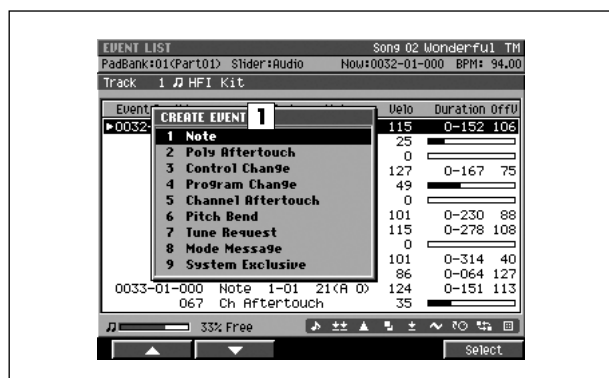 EVENT LIST Song 02 Wonderful TM
PadBank:01(Part01) Slider:Audio Now:0032-01-000 BPM: 94.00
Track 1 HFI Kit
Event Velo Duration OffV
CREATE EVENT 1
0032- 115 0-152 106
1 Note
25
2 Poly Aftertouch
0
3 Control Change
127 0-167 75
4 Program Change
49
5 Channel Aftertouch
0
6 Pitch Bend
101 0-230 88
7 Tune Request
115 0-278 108
8 Mode Message
0
9 System Exclusive
101 0-314 40
86 0-064 127
0033-01-000 Note 1-01 21(A 0) 124 0-151 113
067 Ch Aftertouch 35
33% Free
Select